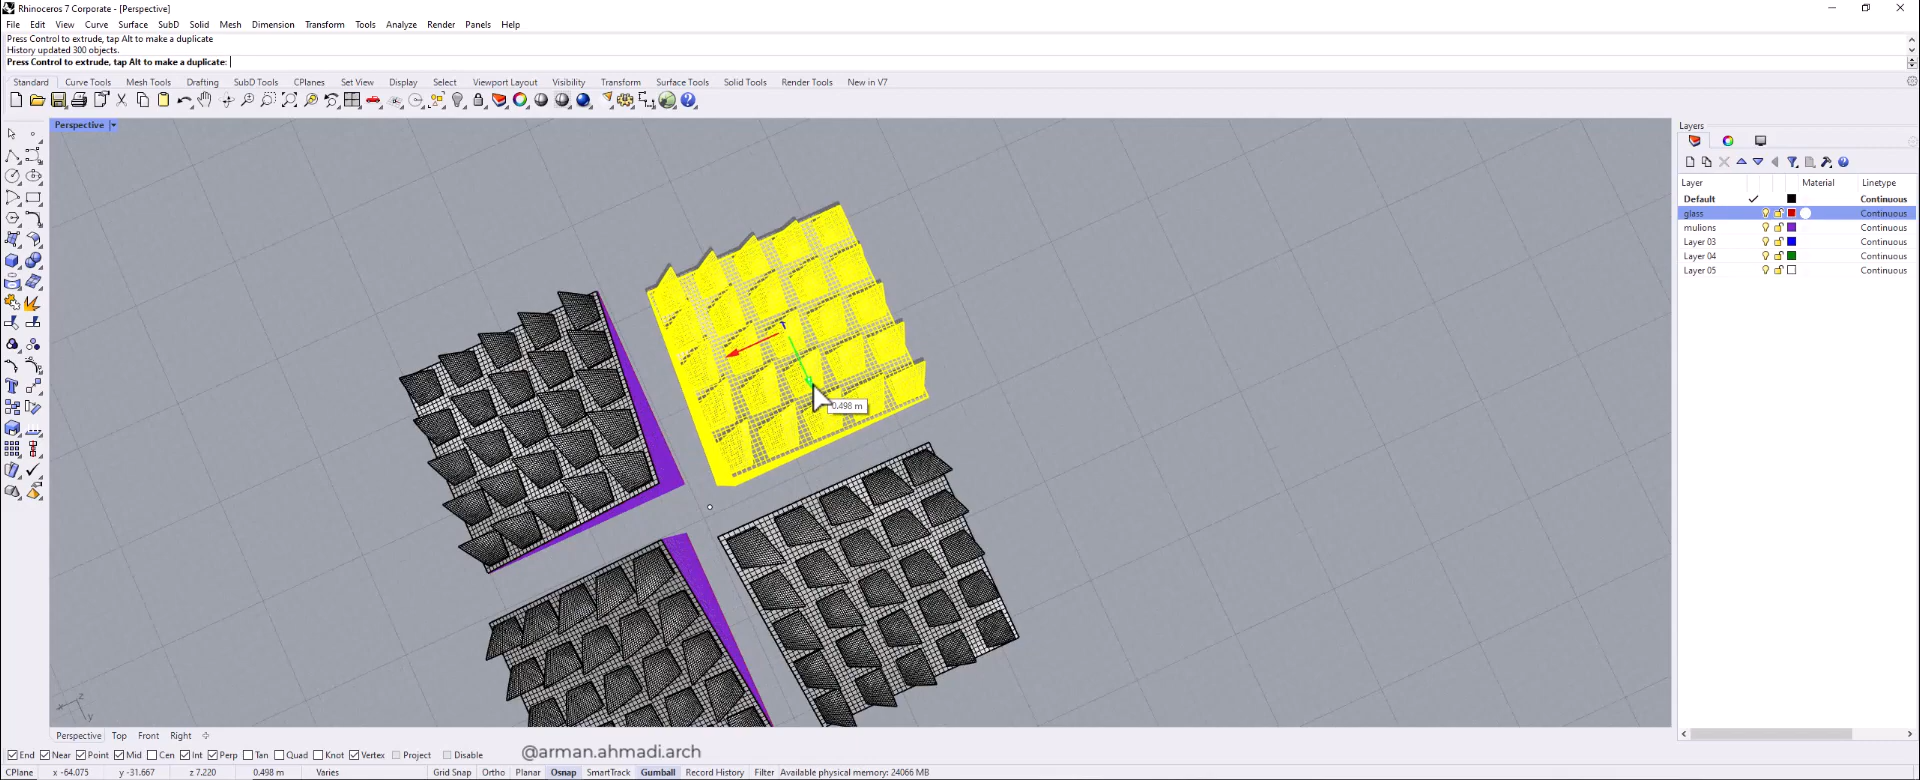 Rhinoceros 7 Corporate - [Perspective]
File Edit View Curve Surface SubD Solid Mesh Dimension Transform Tools Analyze Render Panels Help
Press Control to extrude, tap Alt to make a duplicate
History updated 300 objects.
Press Control to extrude, tap Alt to make a duplicate:
Standard Curve Tools Mesh Tools Drafting SubD Tools CPlanes Set View Display Select Viewport Layout Visibility Transform Surface Tools Solid Tools Render Tools New in V7
Perspective
Layers
Layer Material Linetype
Default Continuous
glass Continuous
mulions Continuous
Layer 03 Continuous
Layer 04 Continuous
Layer 05 Continuous
0.498 m
z
x
y
Perspective Top Front Right
End Near Point Mid Cen Int Perp Tan Quad Knot Vertex Project Disable
@arman.ahmadi.arch
CPlane x -64.075 y -31.667 z 7.220 0.498 m Varies Grid Snap Ortho Planar Osnap SmartTrack Gumball Record History Filter Available physical memory: 24066 MB